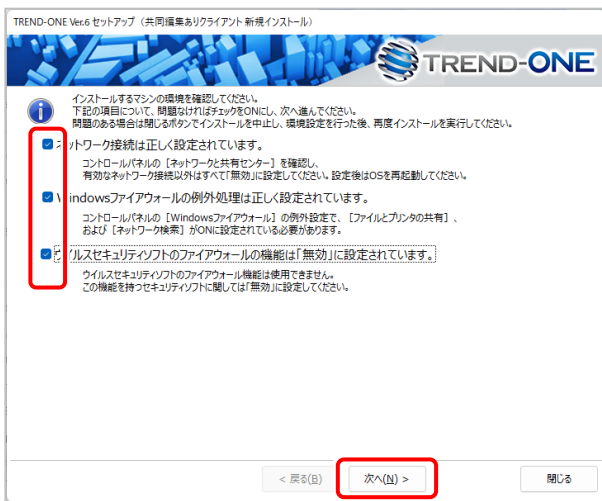 TREND-ONE Ver.6 セットアップ（共同編集ありクライアント 新規インストール）
TREND-ONE
インストールするマシンの環境を確認してください。
下記の項目について、問題なければチェックをONにし、次へ進んでください。
問題のある場合は閉じるボタンでインストールを中止し、環境設定を行った後、再度インストールを実行してください。
ネットワーク接続は正しく設定されています。
コントロールパネルの［ネットワークと共有センター］を確認し、
有効なネットワーク接続以外はすべて「無効」に設定してください。設定後はOSを再起動してください。
Windowsファイアウォールの例外処理は正しく設定されています。
コントロールパネルの［Windowsファイアウォール］の例外設定で、［ファイルとプリンタの共有］、
および［ネットワーク検索］がONに設定されている必要があります。
ウイルスセキュリティソフトのファイアウォールの機能は「無効」に設定されています。
ウイルスセキュリティソフトのファイアウォール機能は使用できません。
この機能を持つセキュリティソフトに関しては「無効」に設定してください。
< 戻る(B) 次へ(N) > 閉じる